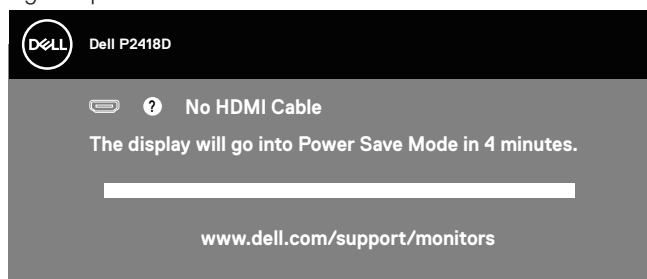 DELL
Dell P2418D
? No HDMI Cable
The display will go into Power Save Mode in 4 minutes.
www.dell.com/support/monitors